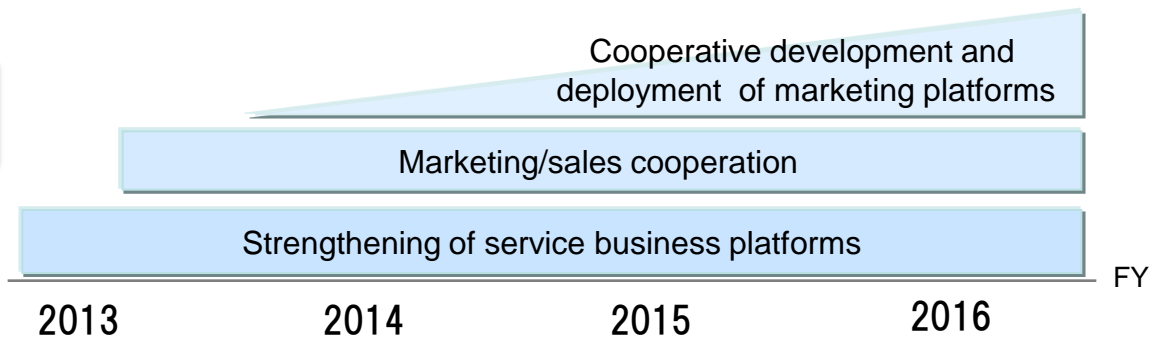 Cooperative development and
deployment of marketing platforms
Marketing/sales cooperation
Strengthening of service business platforms
FY
2013 2014 2015 2016